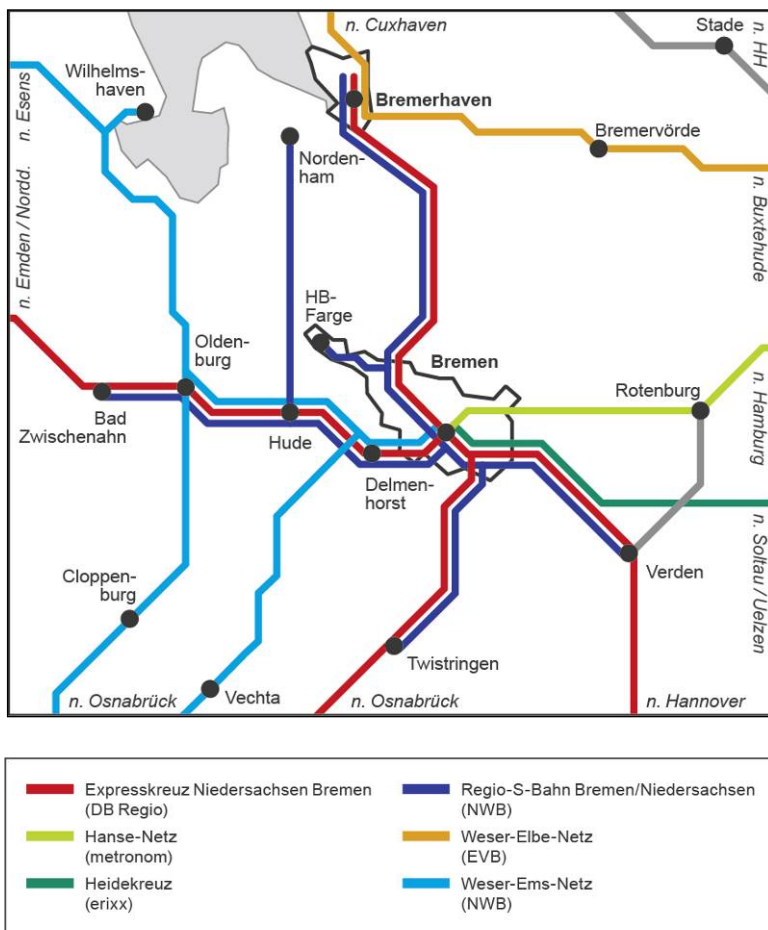 n. Cuxhaven
Stade
n. HH
Wilhelms-
haven
Bremerhaven
n. Esens
Bremervörde
Norden-
ham
n. Emden / Nordd.
n. Buxtehude
HB-
Farge
Olden-
burg
Bremen
Rotenburg
Bad
Zwischenahn
Hude
n. Hamburg
Delmen-
horst
Verden
n. Soltau / Uelzen
Cloppen-
burg
Twistringen
Vechta
n. Osnabrück
n. Osnabrück
n. Hannover
Expresskreuz Niedersachsen Bremen
(DB Regio)
Hanse-Netz
(metronom)
Heidekreuz
(erixx)
Regio-S-Bahn Bremen/Niedersachsen
(NWB)
Weser-Elbe-Netz
(EVB)
Weser-Ems-Netz
(NWB)